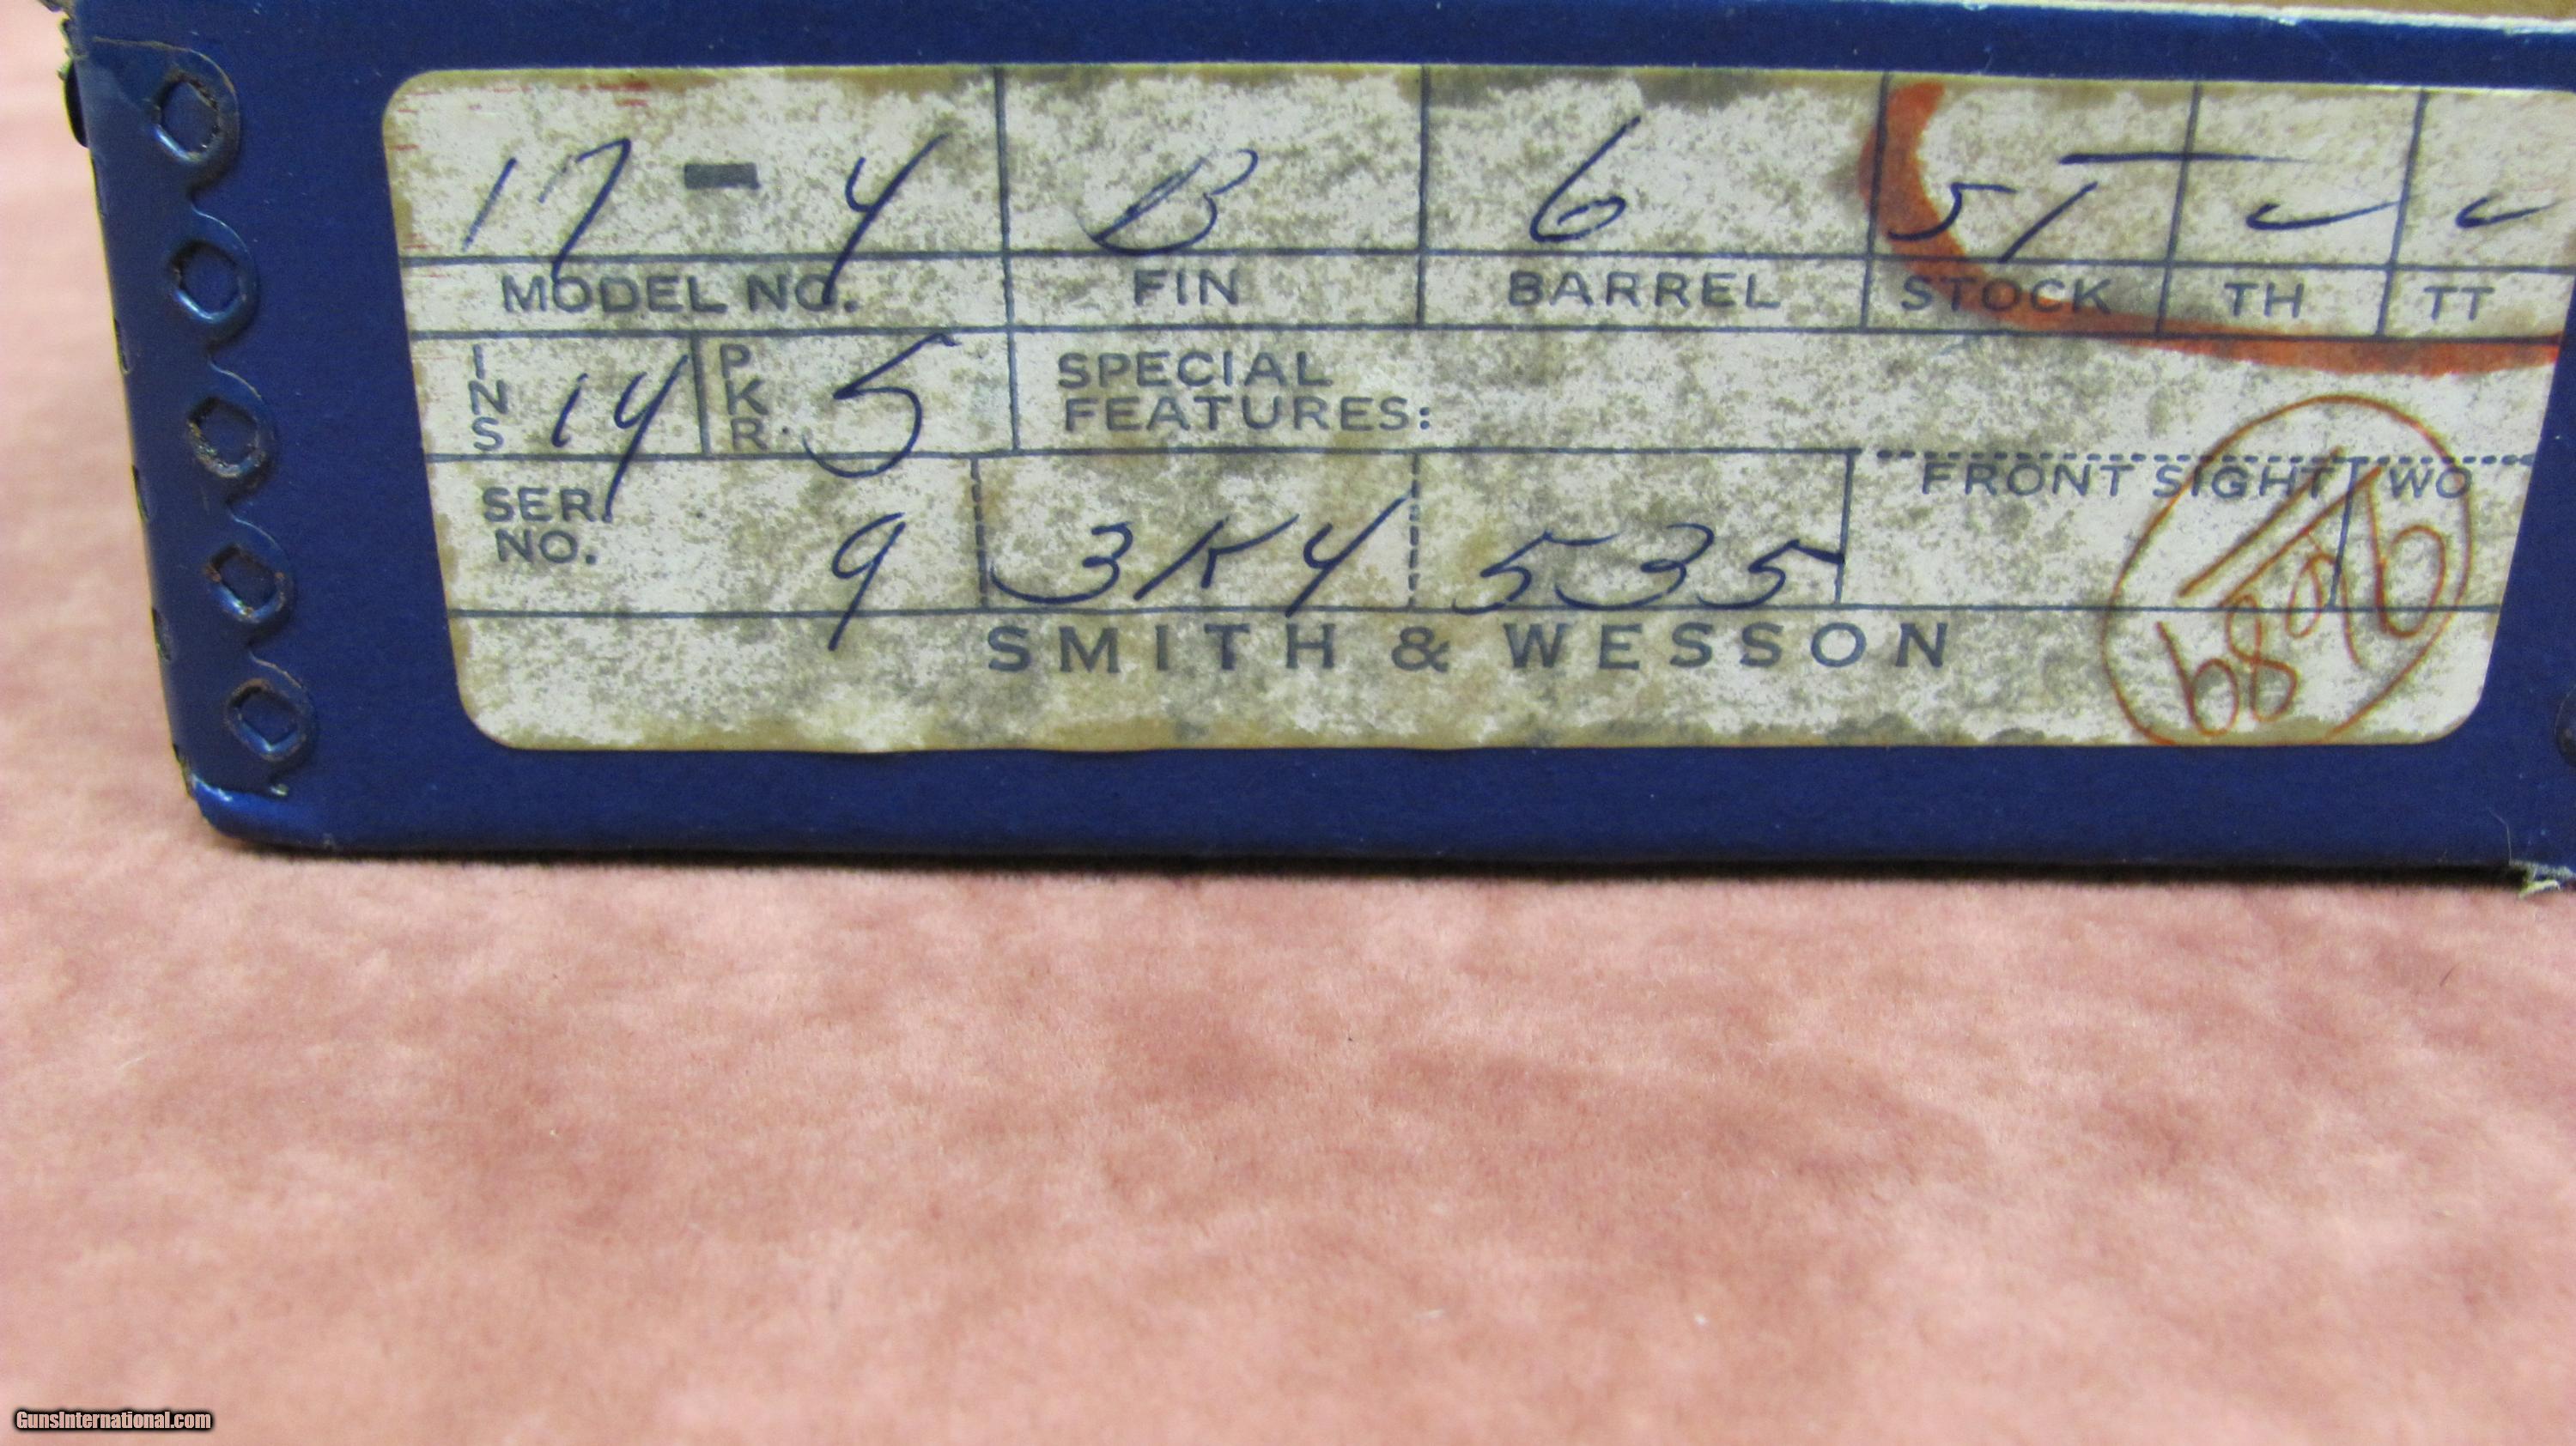 17-4 B 6 ST
MODEL NO. FIN BARREL STOCK TH TT
INS 14 PKR. 5 SPECIAL FEATURES:
FRONT SIGHT WO
SER. NO. 9 3K4 535
SMITH & WESSON
GunsInternational.com